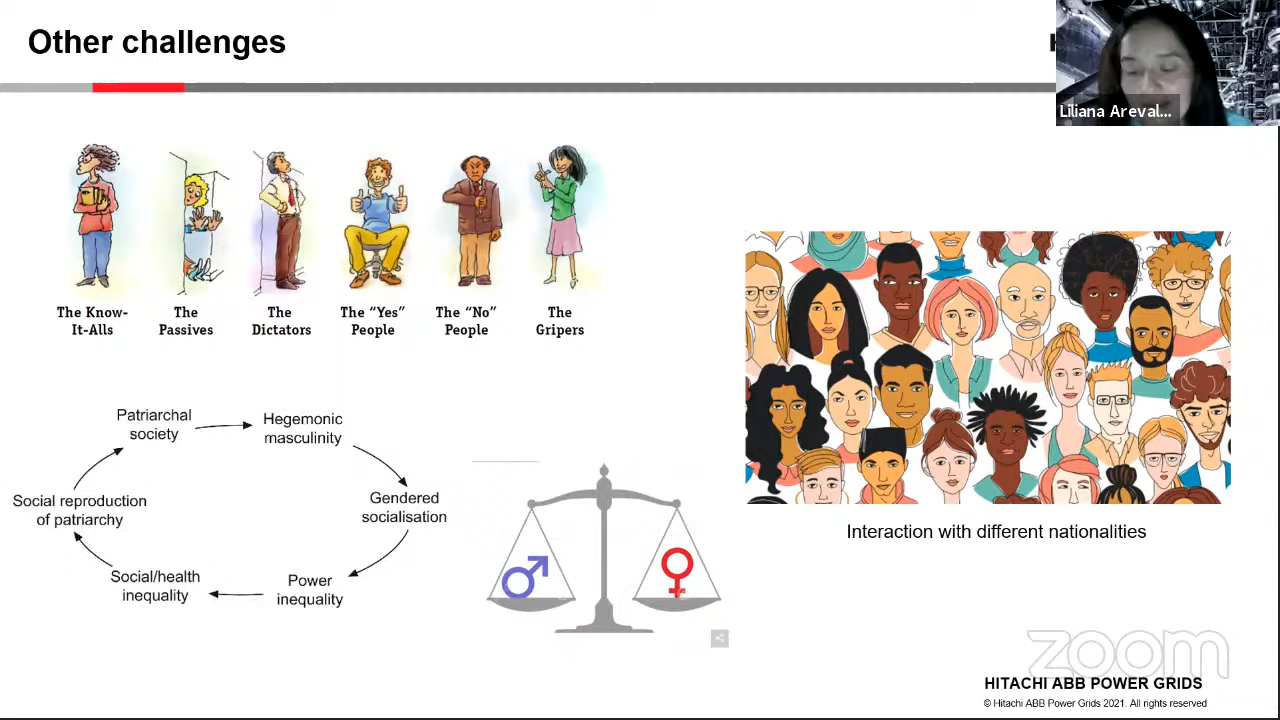 Other challenges
H
Liliana Areval...
The Know-
It-Alls
The
Passives
The
Dictators
The “Yes”
People
The “No”
People
The
Gripers
Patriarchal
society
Hegemonic
masculinity
Gendered
socialisation
Power
inequality
Social/health
inequality
Social reproduction
of patriarchy
Interaction with different nationalities
zoom
HITACHI ABB POWER GRIDS
© Hitachi ABB Power Grids 2021. All rights reserved